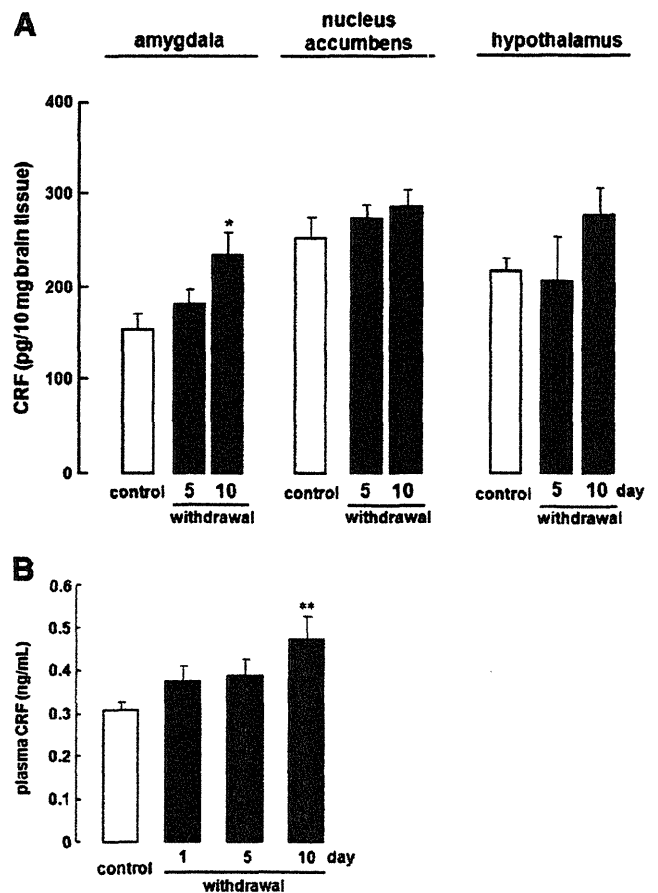 A
amygdala
nucleus
accumbens
hypothalamus
CRF (pg/10 mg brain tissue)
400
300
200
100
0
*
control 5 10 control 5 10 control 5 10 day
withdrawal withdrawal withdrawal
B
plasma CRF (ng/mL)
0.6
0.5
0.4
0.3
0.2
0.1
0
**
control 1 5 10 day
withdrawal